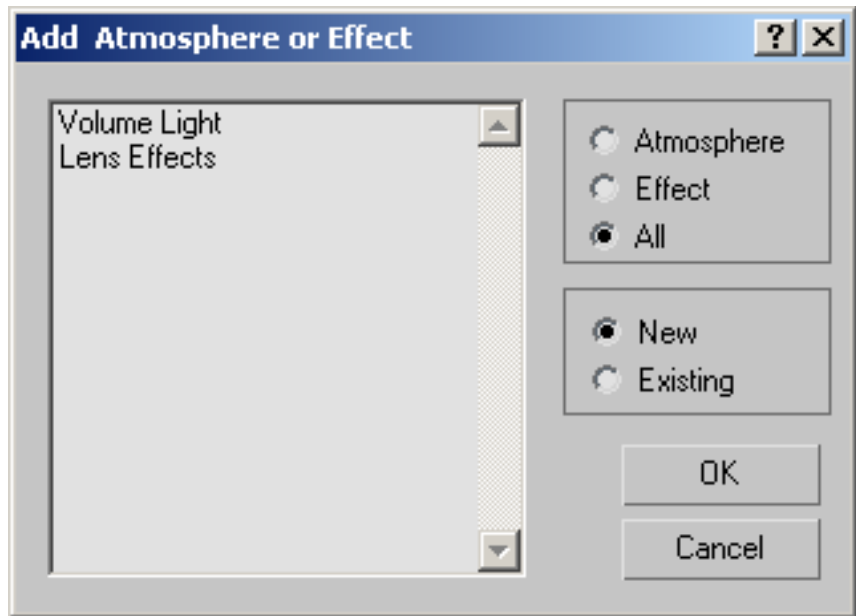 Add Atmosphere or Effect ?
Volume Light
Lens Effects
Atmosphere
Effect
All
New
Existing
OK
Cancel